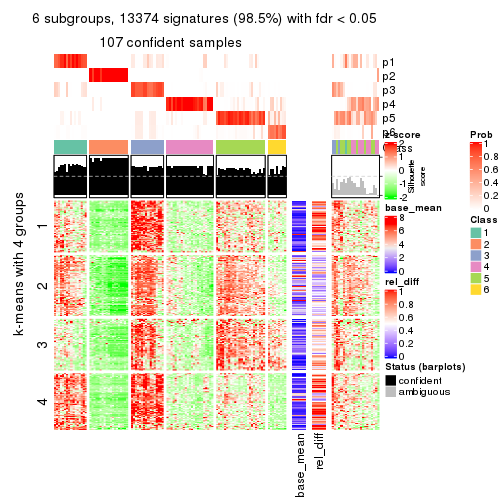 6 subgroups, 13374 signatures (98.5%) with fdr < 0.05
107 confident samples
p1
p2
p3
p4
p5
p6
Class
z-score
2
1
0
-1
-2
Silhouette
score
Prob
1
0.8
0.6
0.4
0.2
0
k-means with 4 groups
1
2
3
4
base_mean
8
6
4
2
0
Class
1
2
3
4
5
6
rel_diff
1
0.8
0.6
0.4
0.2
0
Status (barplots)
confident
ambiguous
base_mean
rel_diff